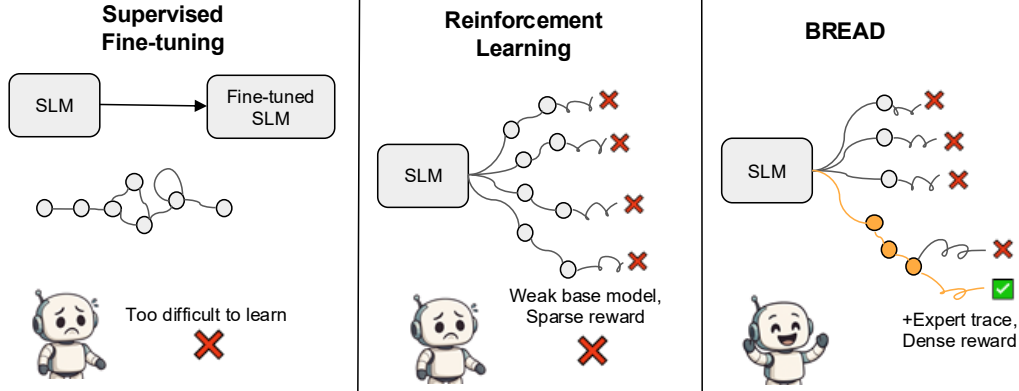 Supervised
Fine-tuning
SLM
Fine-tuned
SLM
Too difficult to learn
Reinforcement
Learning
SLM
Weak base model,
Sparse reward
BREAD
SLM
+Expert trace,
Dense reward